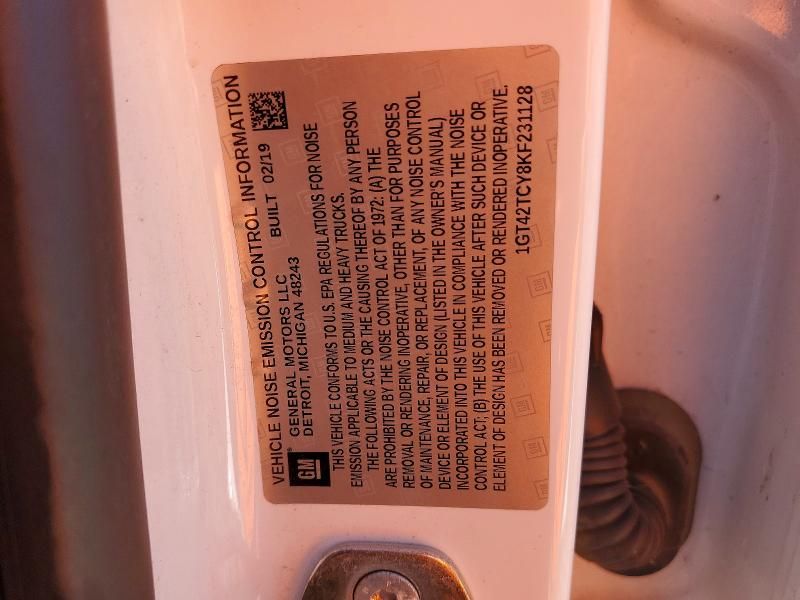 VEHICLE NOISE EMISSION CONTROL INFORMATION
GM
GENERAL MOTORS LLC
DETROIT, MICHIGAN 48243
BUILT 02/19
THIS VEHICLE CONFORMS TO U.S. EPA REGULATIONS FOR NOISE
EMISSION APPLICABLE TO MEDIUM AND HEAVY TRUCKS.
THE FOLLOWING ACTS OR THE CAUSING THEREOF BY ANY PERSON
ARE PROHIBITED BY THE NOISE CONTROL ACT OF 1972: (A) THE
REMOVAL OR RENDERING INOPERATIVE, OTHER THAN FOR PURPOSES
OF MAINTENANCE, REPAIR, OR REPLACEMENT, OF ANY NOISE CONTROL
DEVICE OR ELEMENT OF DESIGN (LISTED IN THE OWNER'S MANUAL)
INCORPORATED INTO THIS VEHICLE IN COMPLIANCE WITH THE NOISE
CONTROL ACT; (B) THE USE OF THIS VEHICLE AFTER SUCH DEVICE OR
ELEMENT OF DESIGN HAS BEEN REMOVED OR RENDERED INOPERATIVE.
1GT42TCY8KF231128